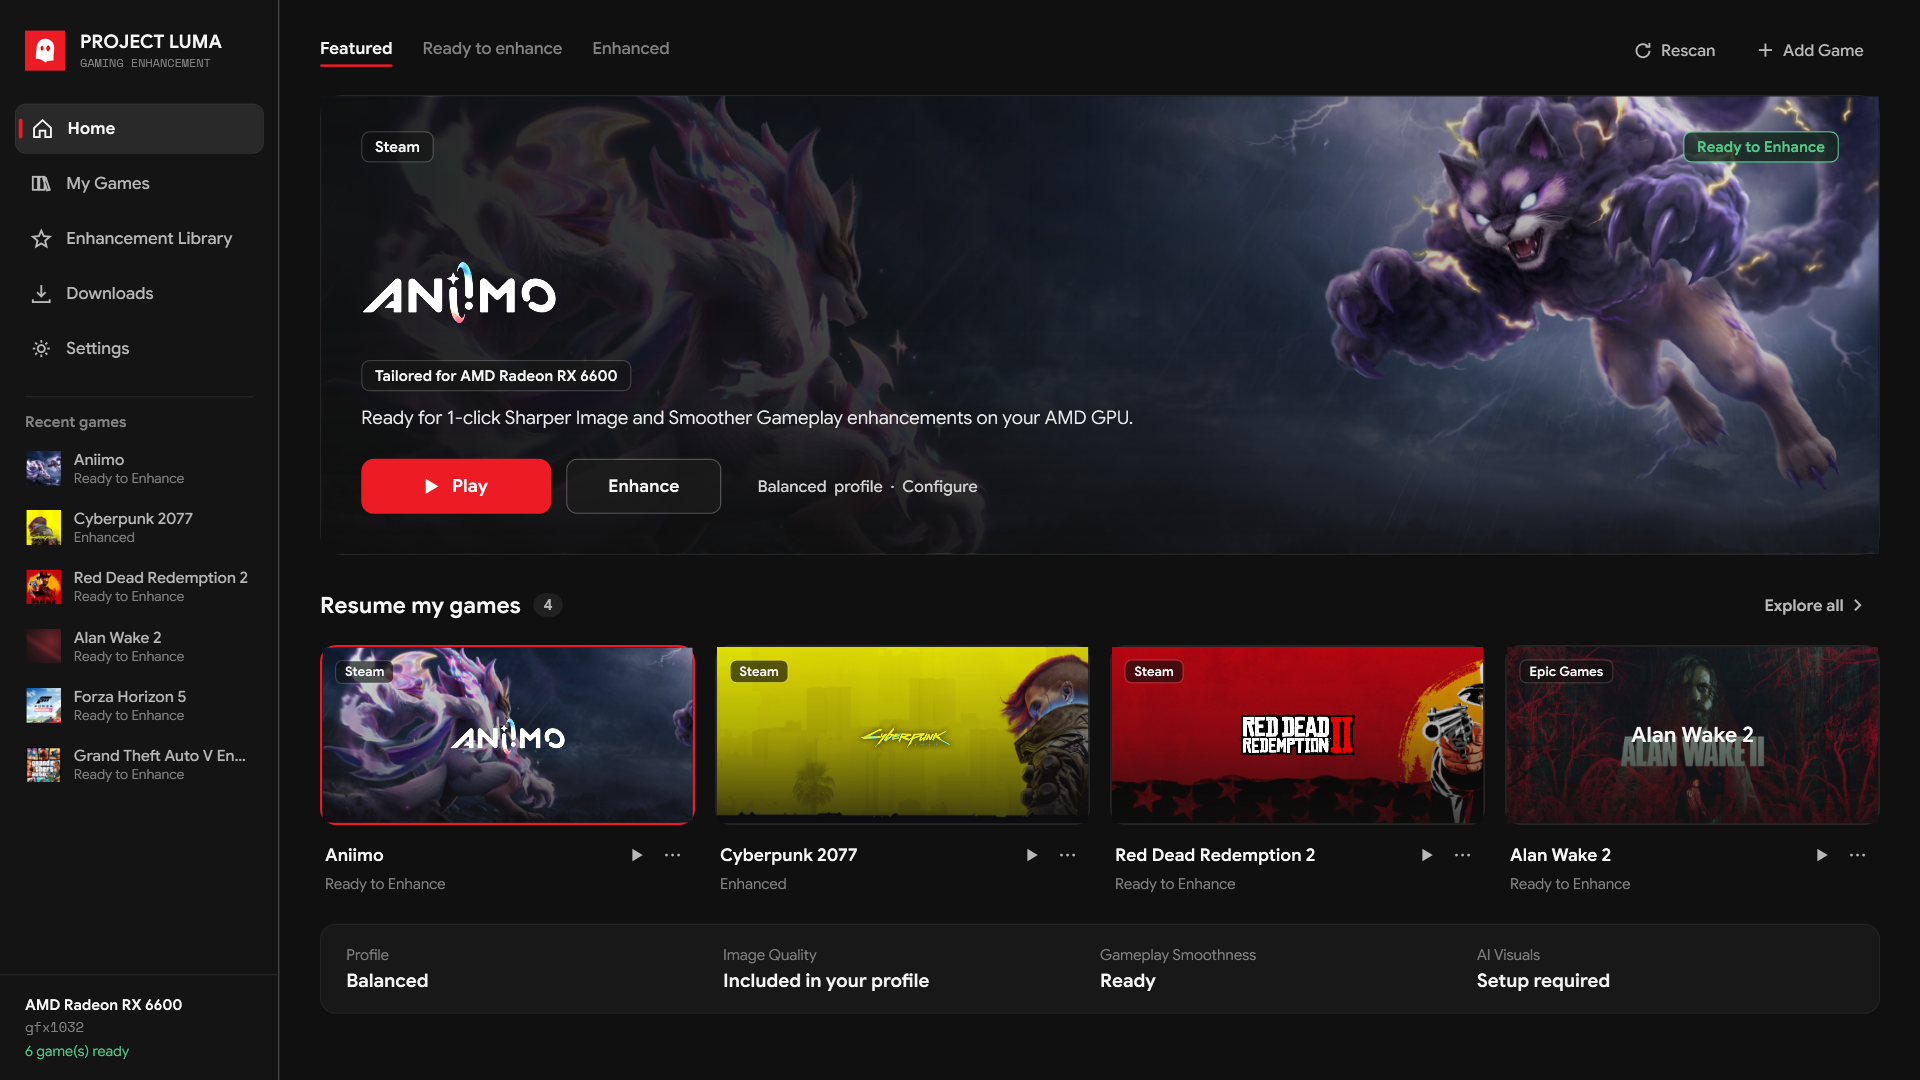 PROJECT LUMA
GAMING ENHANCEMENT
Home
My Games
Enhancement Library
Downloads
Settings
Recent games
Aniimo
Ready to Enhance
Cyberpunk 2077
Enhanced
Red Dead Redemption 2
Ready to Enhance
Alan Wake 2
Ready to Enhance
Forza Horizon 5
Ready to Enhance
Grand Theft Auto V En...
Ready to Enhance
AMD Radeon RX 6600
gfx1032
6 game(s) ready
Featured Ready to enhance Enhanced
Rescan Add Game
Steam
Ready to Enhance
ANiiMO
Tailored for AMD Radeon RX 6600
Ready for 1-click Sharper Image and Smoother Gameplay enhancements on your AMD GPU.
Play Enhance Balanced profile · Configure
Resume my games 4
Explore all
Steam
ANiiMO
Aniimo
Ready to Enhance
Steam
Cyberpunk
Cyberpunk 2077
Enhanced
Steam
RED DEAD
REDEMPTION II
Red Dead Redemption 2
Ready to Enhance
Epic Games
Alan Wake 2
ALAN WAKE II
Alan Wake 2
Ready to Enhance
Profile
Balanced
Image Quality
Included in your profile
Gameplay Smoothness
Ready
AI Visuals
Setup required